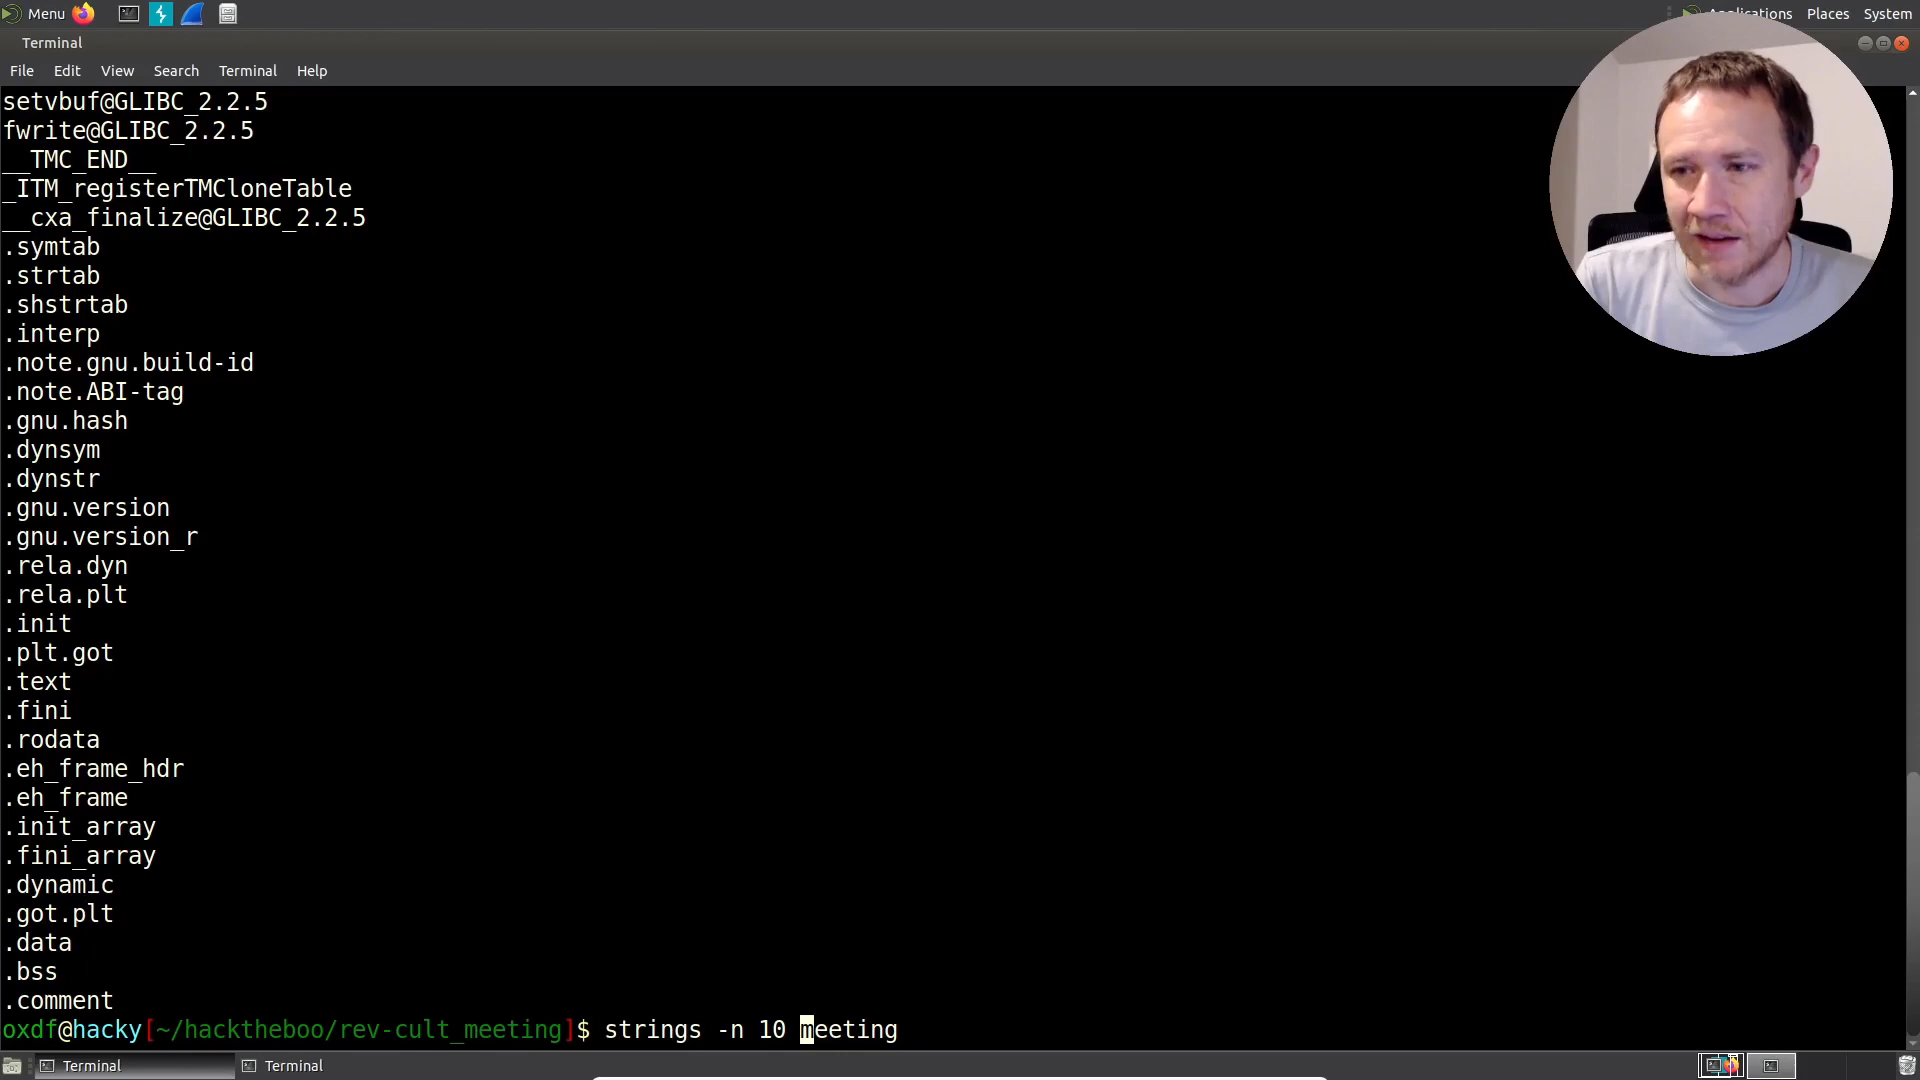 Menu
Applications Places System
Terminal
File Edit View Search Terminal Help
setvbuf@GLIBC_2.2.5
fwrite@GLIBC_2.2.5
__TMC_END__
_ITM_registerTMCloneTable
__cxa_finalize@GLIBC_2.2.5
.symtab
.strtab
.shstrtab
.interp
.note.gnu.build-id
.note.ABI-tag
.gnu.hash
.dynsym
.dynstr
.gnu.version
.gnu.version_r
.rela.dyn
.rela.plt
.init
.plt.got
.text
.fini
.rodata
.eh_frame_hdr
.eh_frame
.init_array
.fini_array
.dynamic
.got.plt
.data
.bss
.comment
oxdf@hacky[~/hacktheboo/rev-cult_meeting]$ strings -n 10 meeting
Terminal Terminal